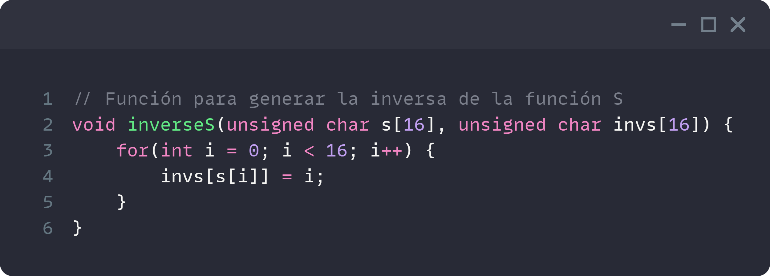 1 // Función para generar la inversa de la función S
2 void inverseS(unsigned char s[16], unsigned char invs[16]) {
3     for(int i = 0; i < 16; i++) {
4         invs[s[i]] = i;
5     }
6 }